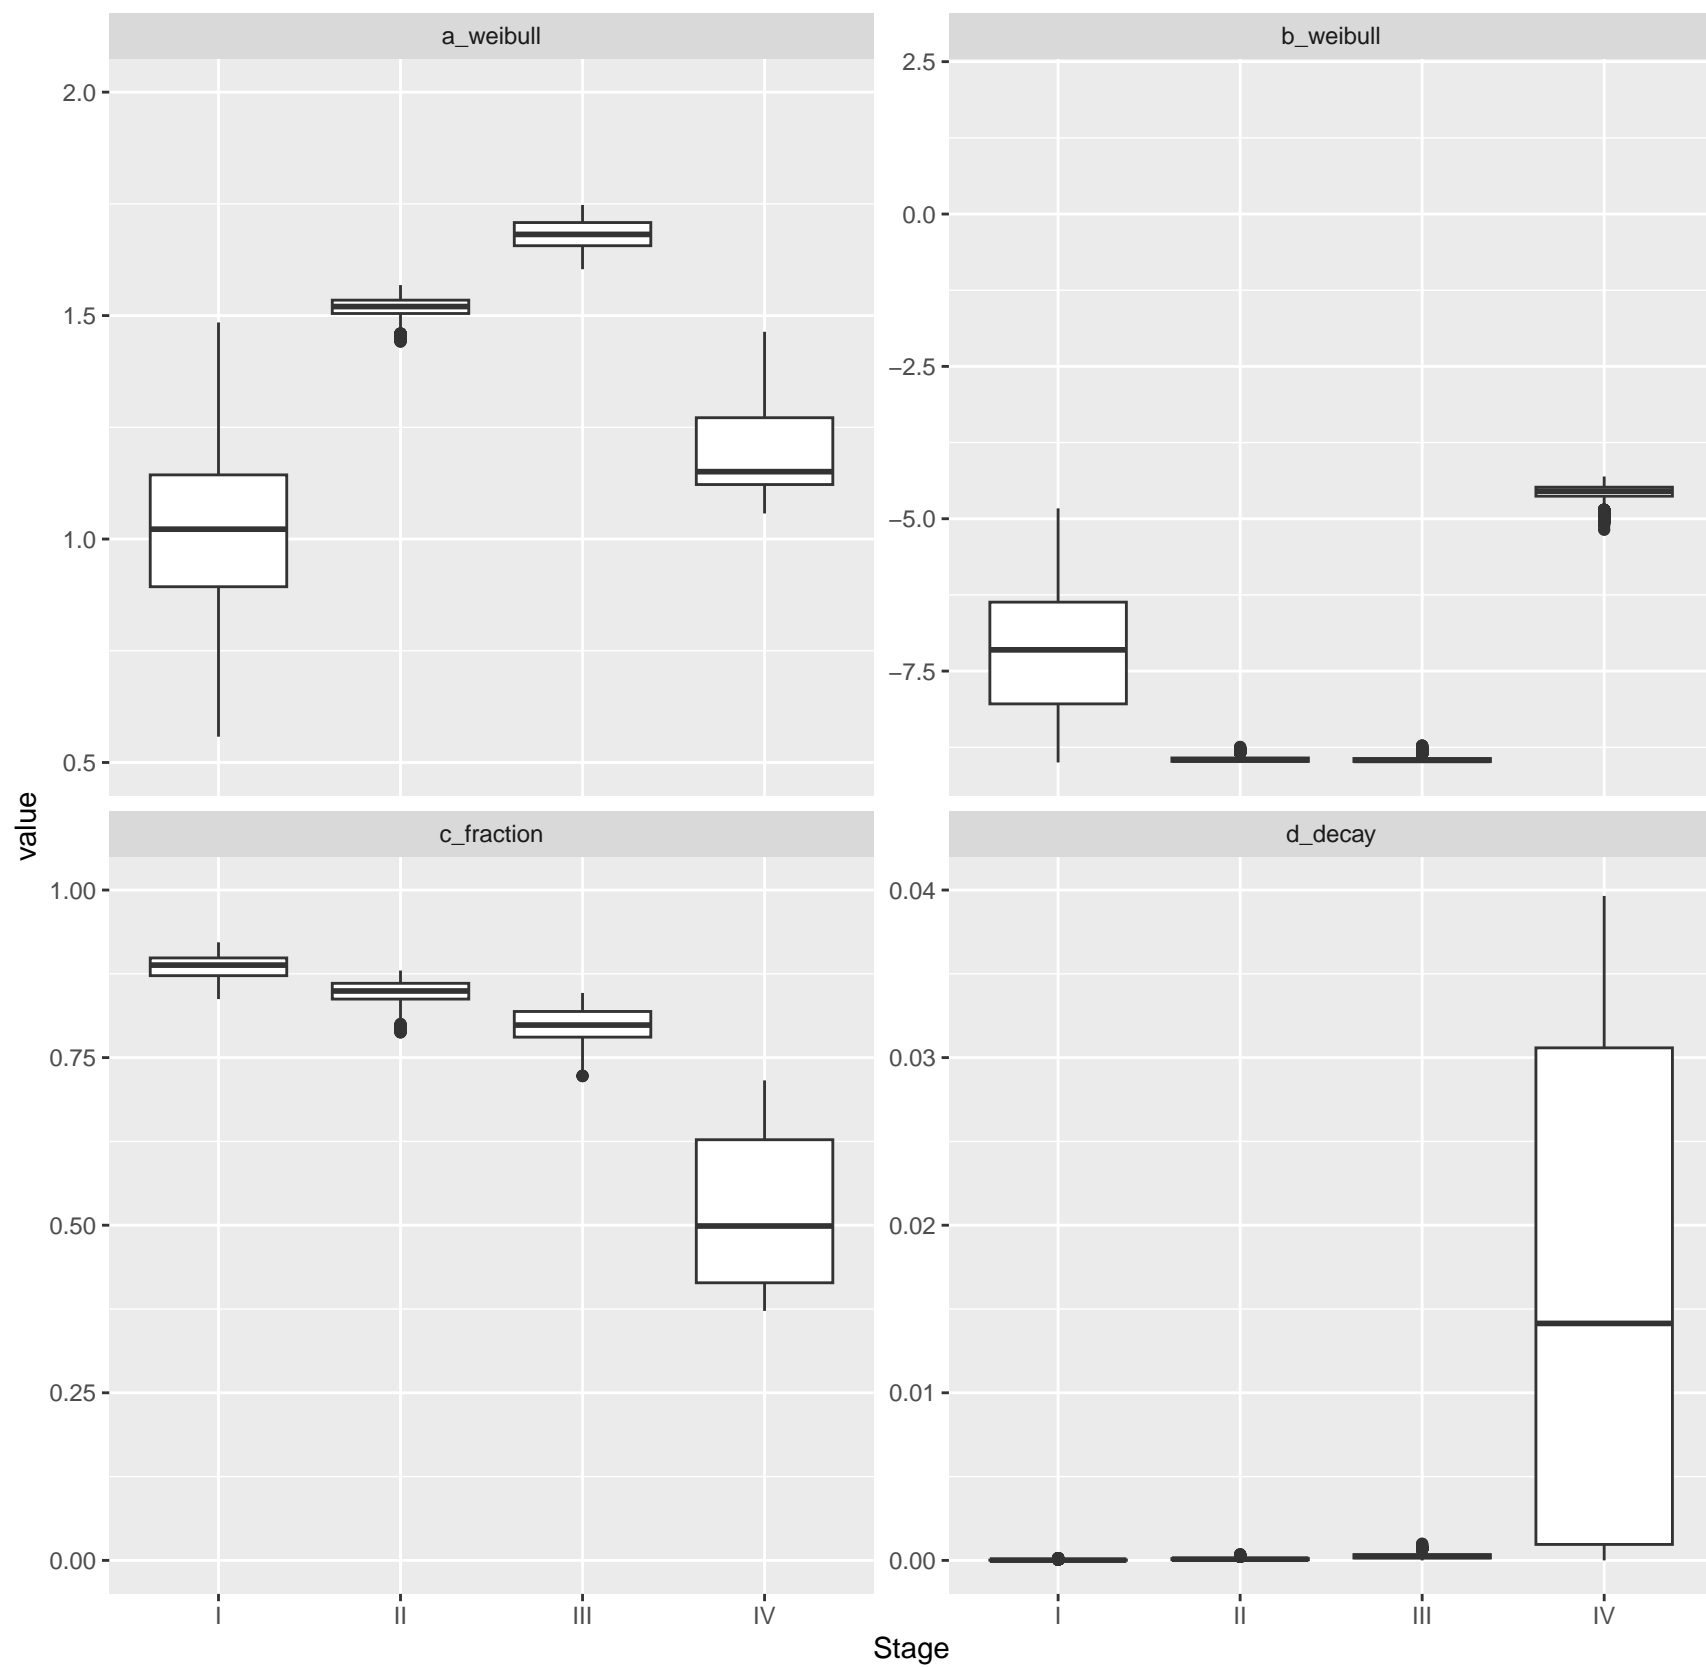 a_weibull
b_weibull
2.0
1.5
1.0
0.5
2.5
0.0
−2.5
−5.0
−7.5
value
c_fraction
d_decay
1.00
0.75
0.50
0.25
0.00
0.04
0.03
0.02
0.01
0.00
I II III IV
I II III IV
Stage